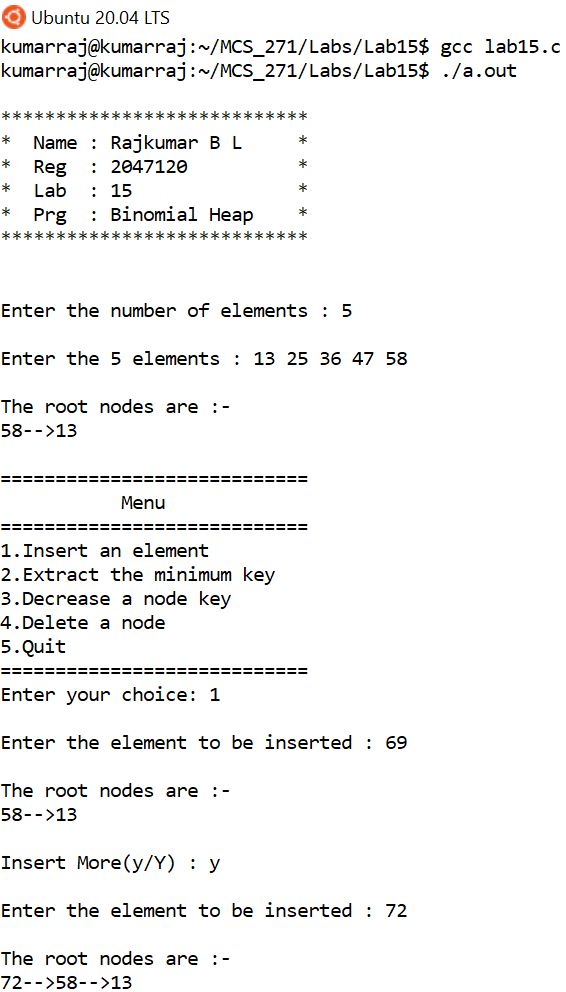 Ubuntu 20.04 LTS
kumarraj@kumarraj:~/MCS_271/Labs/Lab15$ gcc lab15.c
kumarraj@kumarraj:~/MCS_271/Labs/Lab15$ ./a.out
****************************
*  Name : Rajkumar B L     *
*  Reg  : 2047120          *
*  Lab  : 15               *
*  Prg  : Binomial Heap    *
****************************
Enter the number of elements : 5
Enter the 5 elements : 13 25 36 47 58
The root nodes are :-
58-->13
============================
           Menu
============================
1.Insert an element
2.Extract the minimum key
3.Decrease a node key
4.Delete a node
5.Quit
============================
Enter your choice: 1
Enter the element to be inserted : 69
The root nodes are :-
58-->13
Insert More(y/Y) : y
Enter the element to be inserted : 72
The root nodes are :-
72-->58-->13